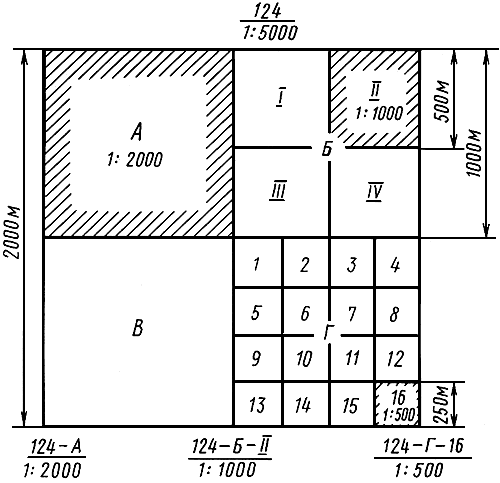 124
1:5000
A
1: 2000
I
II
1: 1000
Б
III
IV
500м
1000м
2000м
В
1 2 3 4
5 6 7 8
Г
9 10 11 12
13 14 15 16
1:500
250м
124-А
1: 2000
124-Б-II
1: 1000
124-Г-16
1: 500